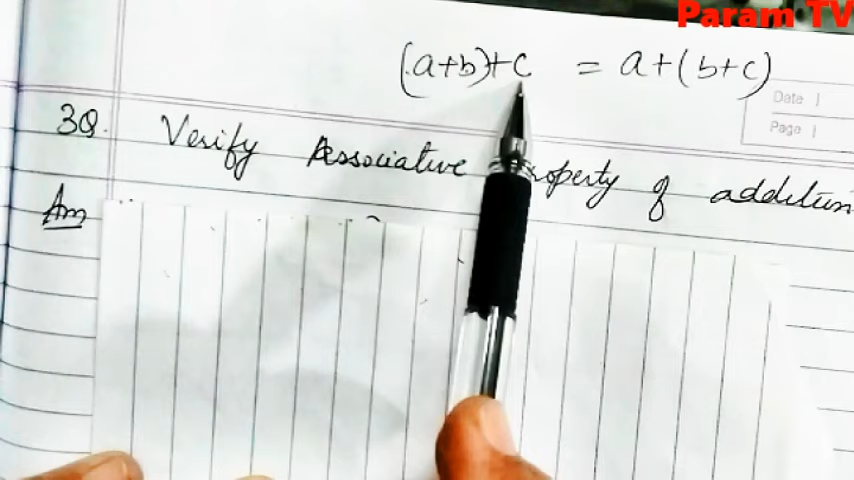 Param TV
(a+b)+c = a+(b+c)
Date
Page
3Q. Verify Associative property of addition
Ans